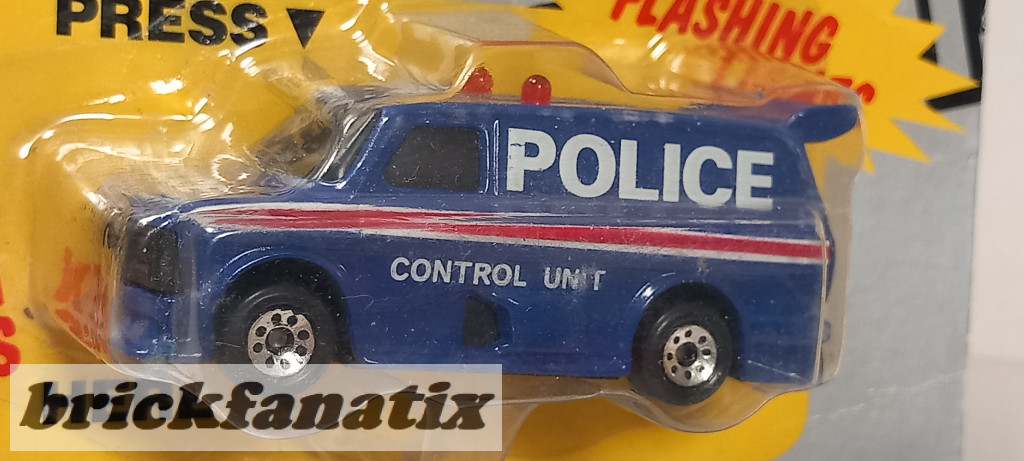 PRESS ▼
FLASHING
POLICE
CONTROL UNIT
brickfanatix